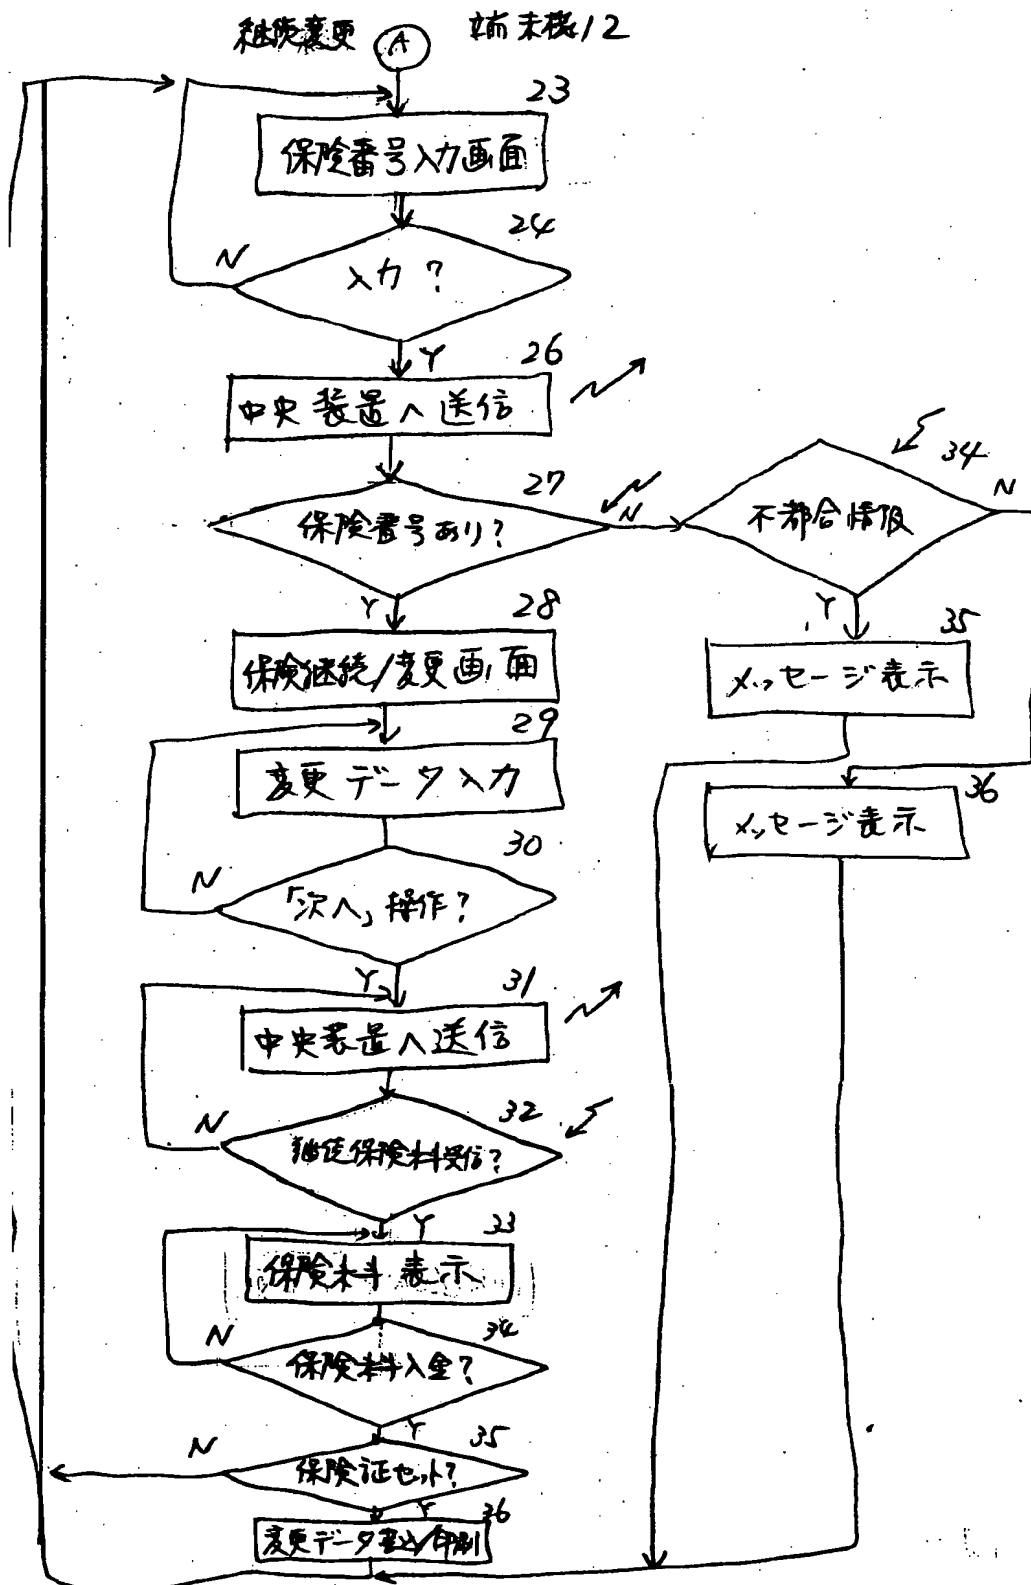 継続変更 A 端末機12
23
保険番号入力画面
24
入力?
N
Y
26
中央装置へ送信
27
保険番号あり?
N
34
不都合情報
N
Y
28
保険継続/変更画面
Y
35
メッセージ表示
29
変更データ入力
36
メッセージ表示
30
「次へ」操作?
N
Y
31
中央装置へ送信
32
継続保険料受信?
N
Y
33
保険料表示
34
保険料入金?
N
Y
35
保険証セット?
N
Y
36
変更データ書込/印刷